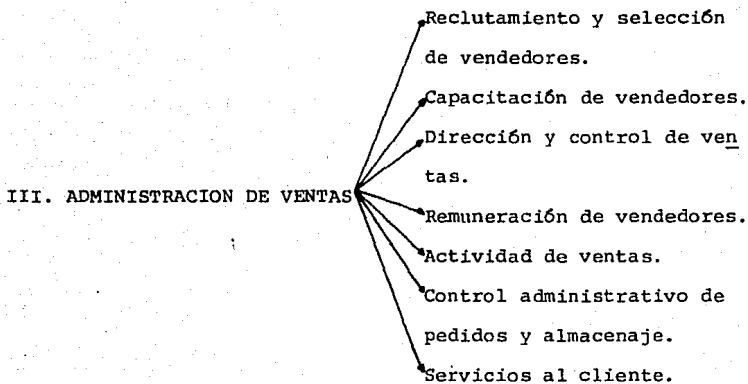 Reclutamiento y selección
de vendedores.
Capacitación de vendedores.
Dirección y control de ven
tas.
III. ADMINISTRACION DE VENTAS
Remuneración de vendedores.
Actividad de ventas.
Control administrativo de
pedidos y almacenaje.
Servicios al cliente.